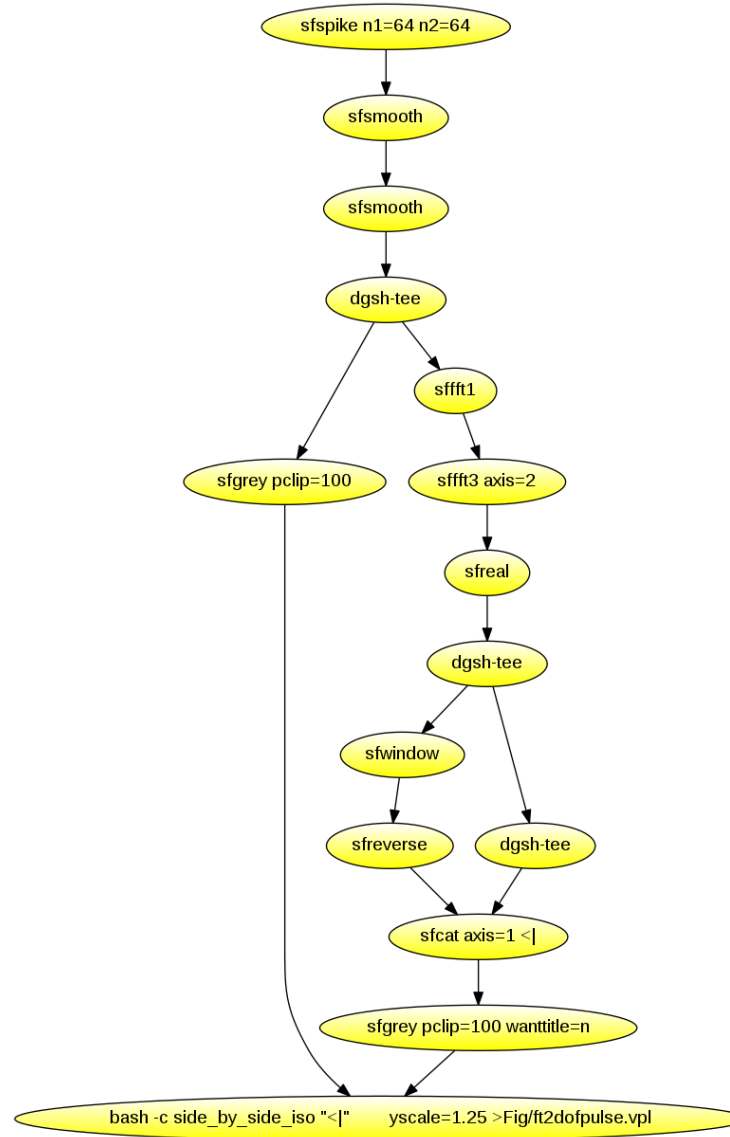 sfspike n1=64 n2=64
sfsmooth
sfsmooth
dgsh-tee
sffft1
sfgrey pclip=100
sffft3 axis=2
sfreal
dgsh-tee
sfwindow
sfreverse
dgsh-tee
sfcat axis=1 <|
sfgrey pclip=100 wanttitle=n
bash -c side_by_side_iso "<|" yscale=1.25 >Fig/ft2dofpulse.vpl